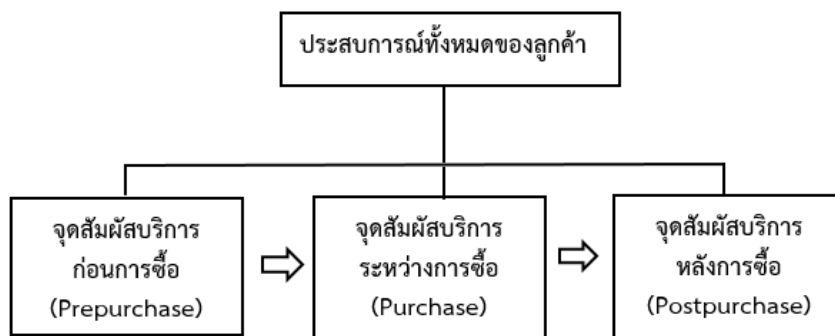 ประสบการณ์ทั้งหมดของลูกค้า
จุดสัมผัสบริการ
ก่อนการซื้อ
(Prepurchase)
จุดสัมผัสบริการ
ระหว่างการซื้อ
(Purchase)
จุดสัมผัสบริการ
หลังการซื้อ
(Postpurchase)